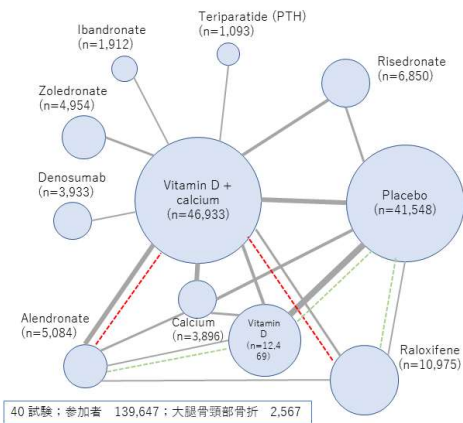 Teriparatide (PTH)
(n=1,093)
Ibandronate
(n=1,912)
Risedronate
(n=6,850)
Zoledronate
(n=4,954)
Denosumab
(n=3,933)
Vitamin D +
calcium
(n=46,933)
Placebo
(n=41,548)
Alendronate
(n=5,084)
Calcium
(n=3,896)
Vitamin
D
(n=12,4
69)
Raloxifene
(n=10,975)
40 試験；参加者　139,647；大腿骨頸部骨折　2,567